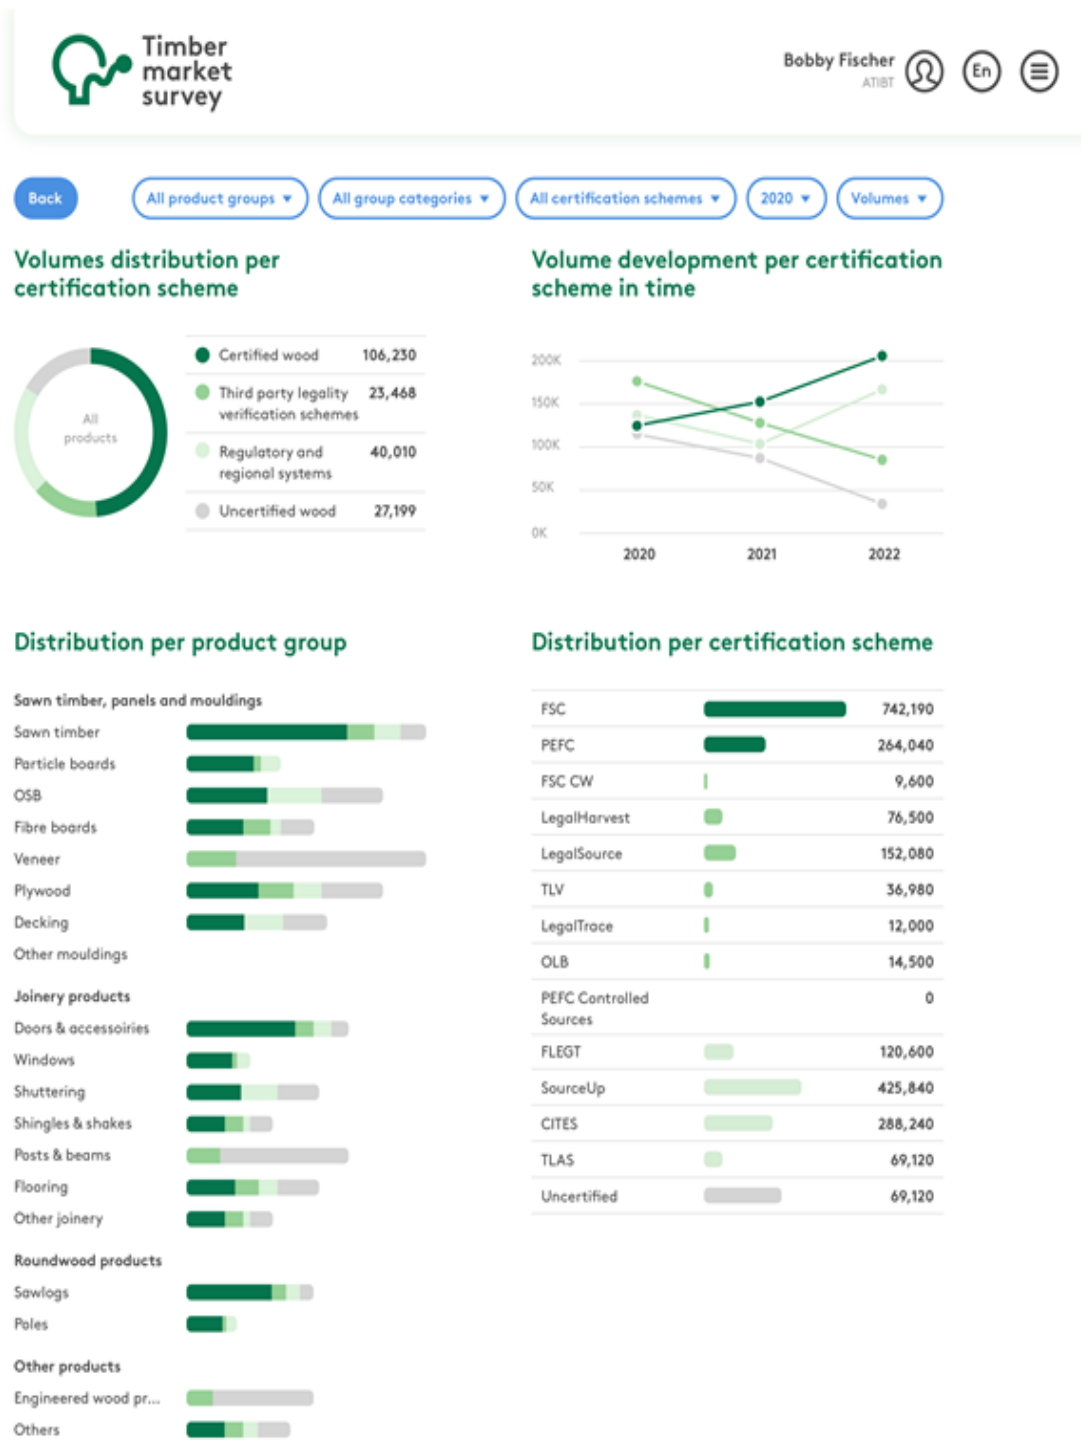 Timber
market
survey
Bobby Fischer
ATIBT
En
Back
All product groups
All group categories
All certification schemes
2020
Volumes
Volumes distribution per
certification scheme
All
products
Certified wood 106,230
Third party legality 23,468
verification schemes
Regulatory and 40,010
regional systems
Uncertified wood 27,199
Volume development per certification
scheme in time
200K
150K
100K
50K
0K
2020 2021 2022
Distribution per product group
Sawn timber, panels and mouldings
Sawn timber
Particle boards
OSB
Fibre boards
Veneer
Plywood
Decking
Other mouldings
Joinery products
Doors & accessoiries
Windows
Shuttering
Shingles & shakes
Posts & beams
Flooring
Other joinery
Roundwood products
Sawlogs
Poles
Other products
Engineered wood pr...
Others
Distribution per certification scheme
FSC 742,190
PEFC 264,040
FSC CW 9,600
LegalHarvest 76,500
LegalSource 152,080
TLV 36,980
LegalTrace 12,000
OLB 14,500
PEFC Controlled 0
Sources
FLEGT 120,600
SourceUp 425,840
CITES 288,240
TLAS 69,120
Uncertified 69,120